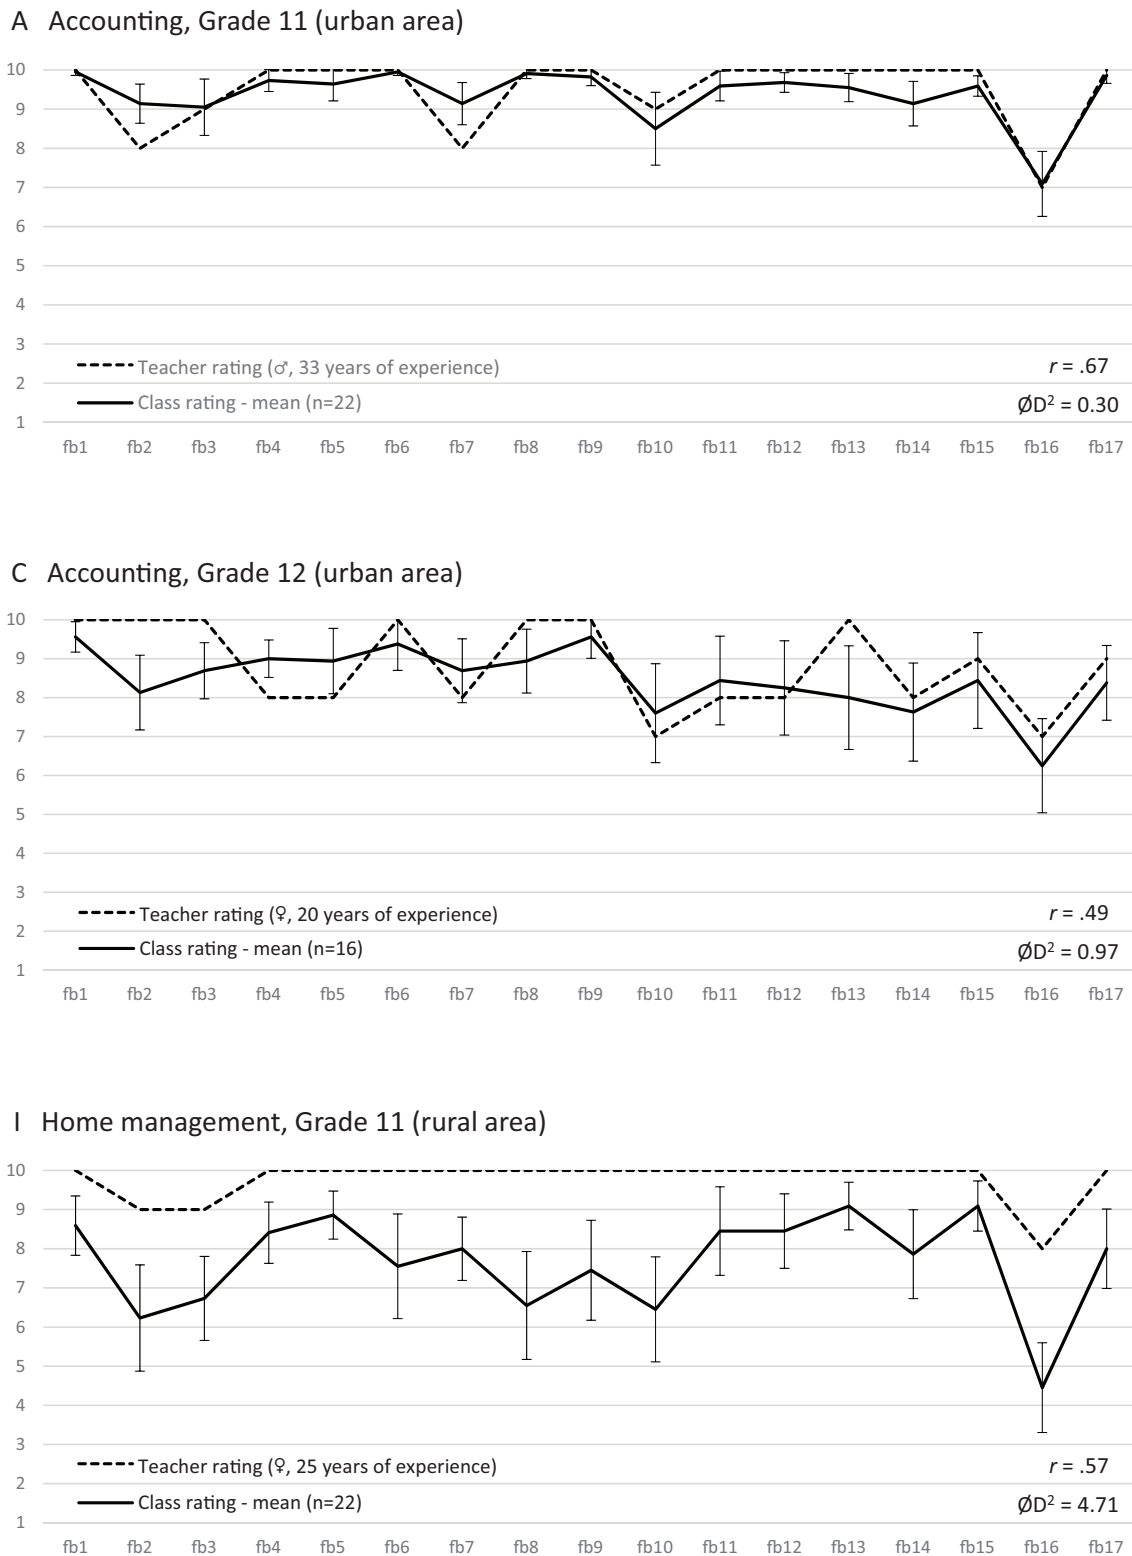 A Accounting, Grade 11 (urban area)
10
9
8
7
6
5
4
3
2
1
Teacher rating (♂, 33 years of experience)
Class rating - mean (n=22)
r = .67
ØD² = 0.30
fb1 fb2 fb3 fb4 fb5 fb6 fb7 fb8 fb9 fb10 fb11 fb12 fb13 fb14 fb15 fb16 fb17
C Accounting, Grade 12 (urban area)
10
9
8
7
6
5
4
3
2
1
Teacher rating (♀, 20 years of experience)
Class rating - mean (n=16)
r = .49
ØD² = 0.97
fb1 fb2 fb3 fb4 fb5 fb6 fb7 fb8 fb9 fb10 fb11 fb12 fb13 fb14 fb15 fb16 fb17
I Home management, Grade 11 (rural area)
10
9
8
7
6
5
4
3
2
1
Teacher rating (♀, 25 years of experience)
Class rating - mean (n=22)
r = .57
ØD² = 4.71
fb1 fb2 fb3 fb4 fb5 fb6 fb7 fb8 fb9 fb10 fb11 fb12 fb13 fb14 fb15 fb16 fb17